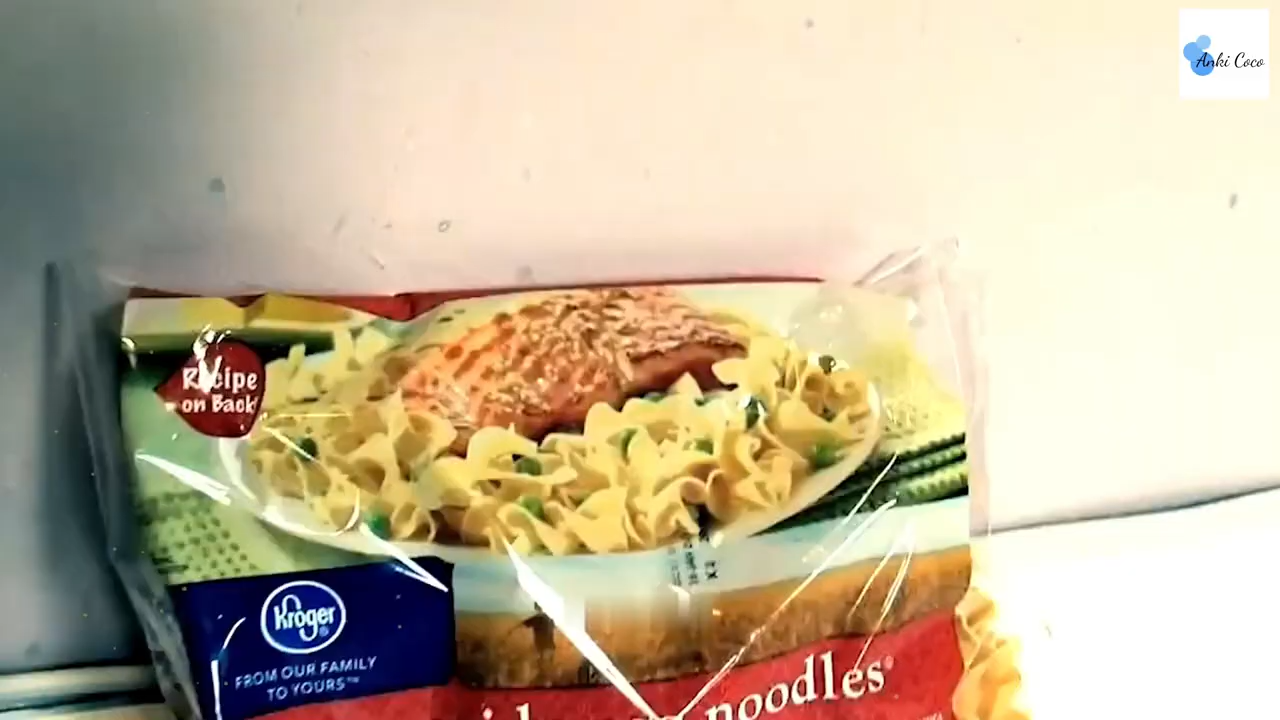 Anki Coco
Recipe
on Back!
Kroger
FROM OUR FAMILY
TO YOURS™
noodles®